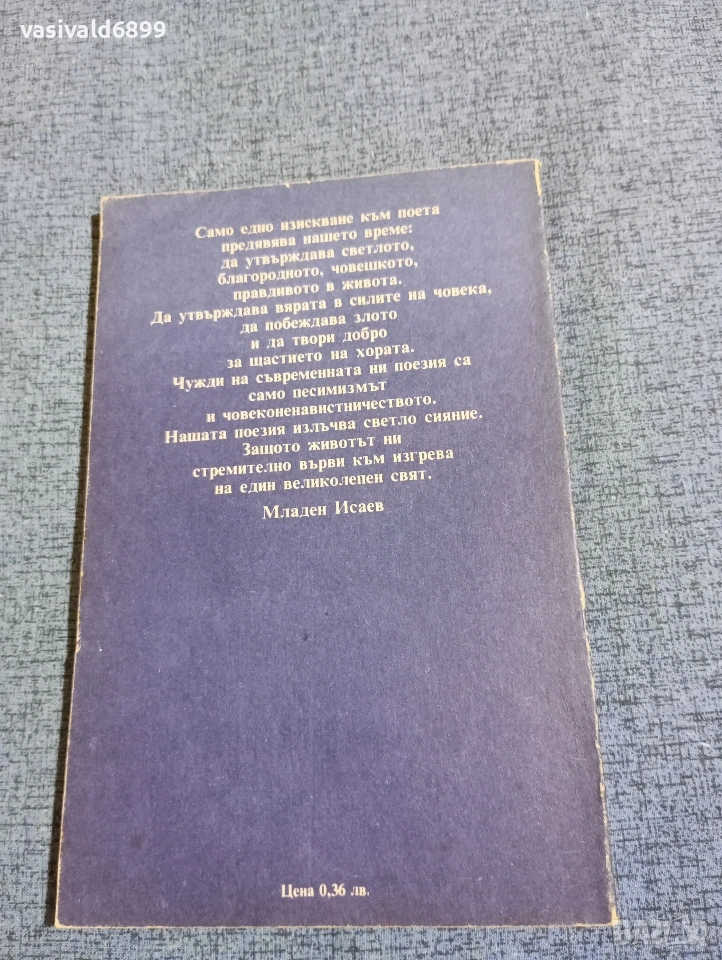 vasivald6899
Само едно изискване към поета
предявява нашето време:
да утвърждава светлото,
благородното, човешкото,
правдивото в живота.
Да утвърждава вярата в силите на човека,
да побеждава злото
и да твори добро
за щастието на хората.
Чужди на съвременната ни поезия са
само песимизмът
и човеконенавистничеството.
Нашата поезия излъчва светло сияние.
Защото животът ни
стремително върви към изгрева
на един великолепен свят.
Младен Исаев
Цена 0,36 лв.